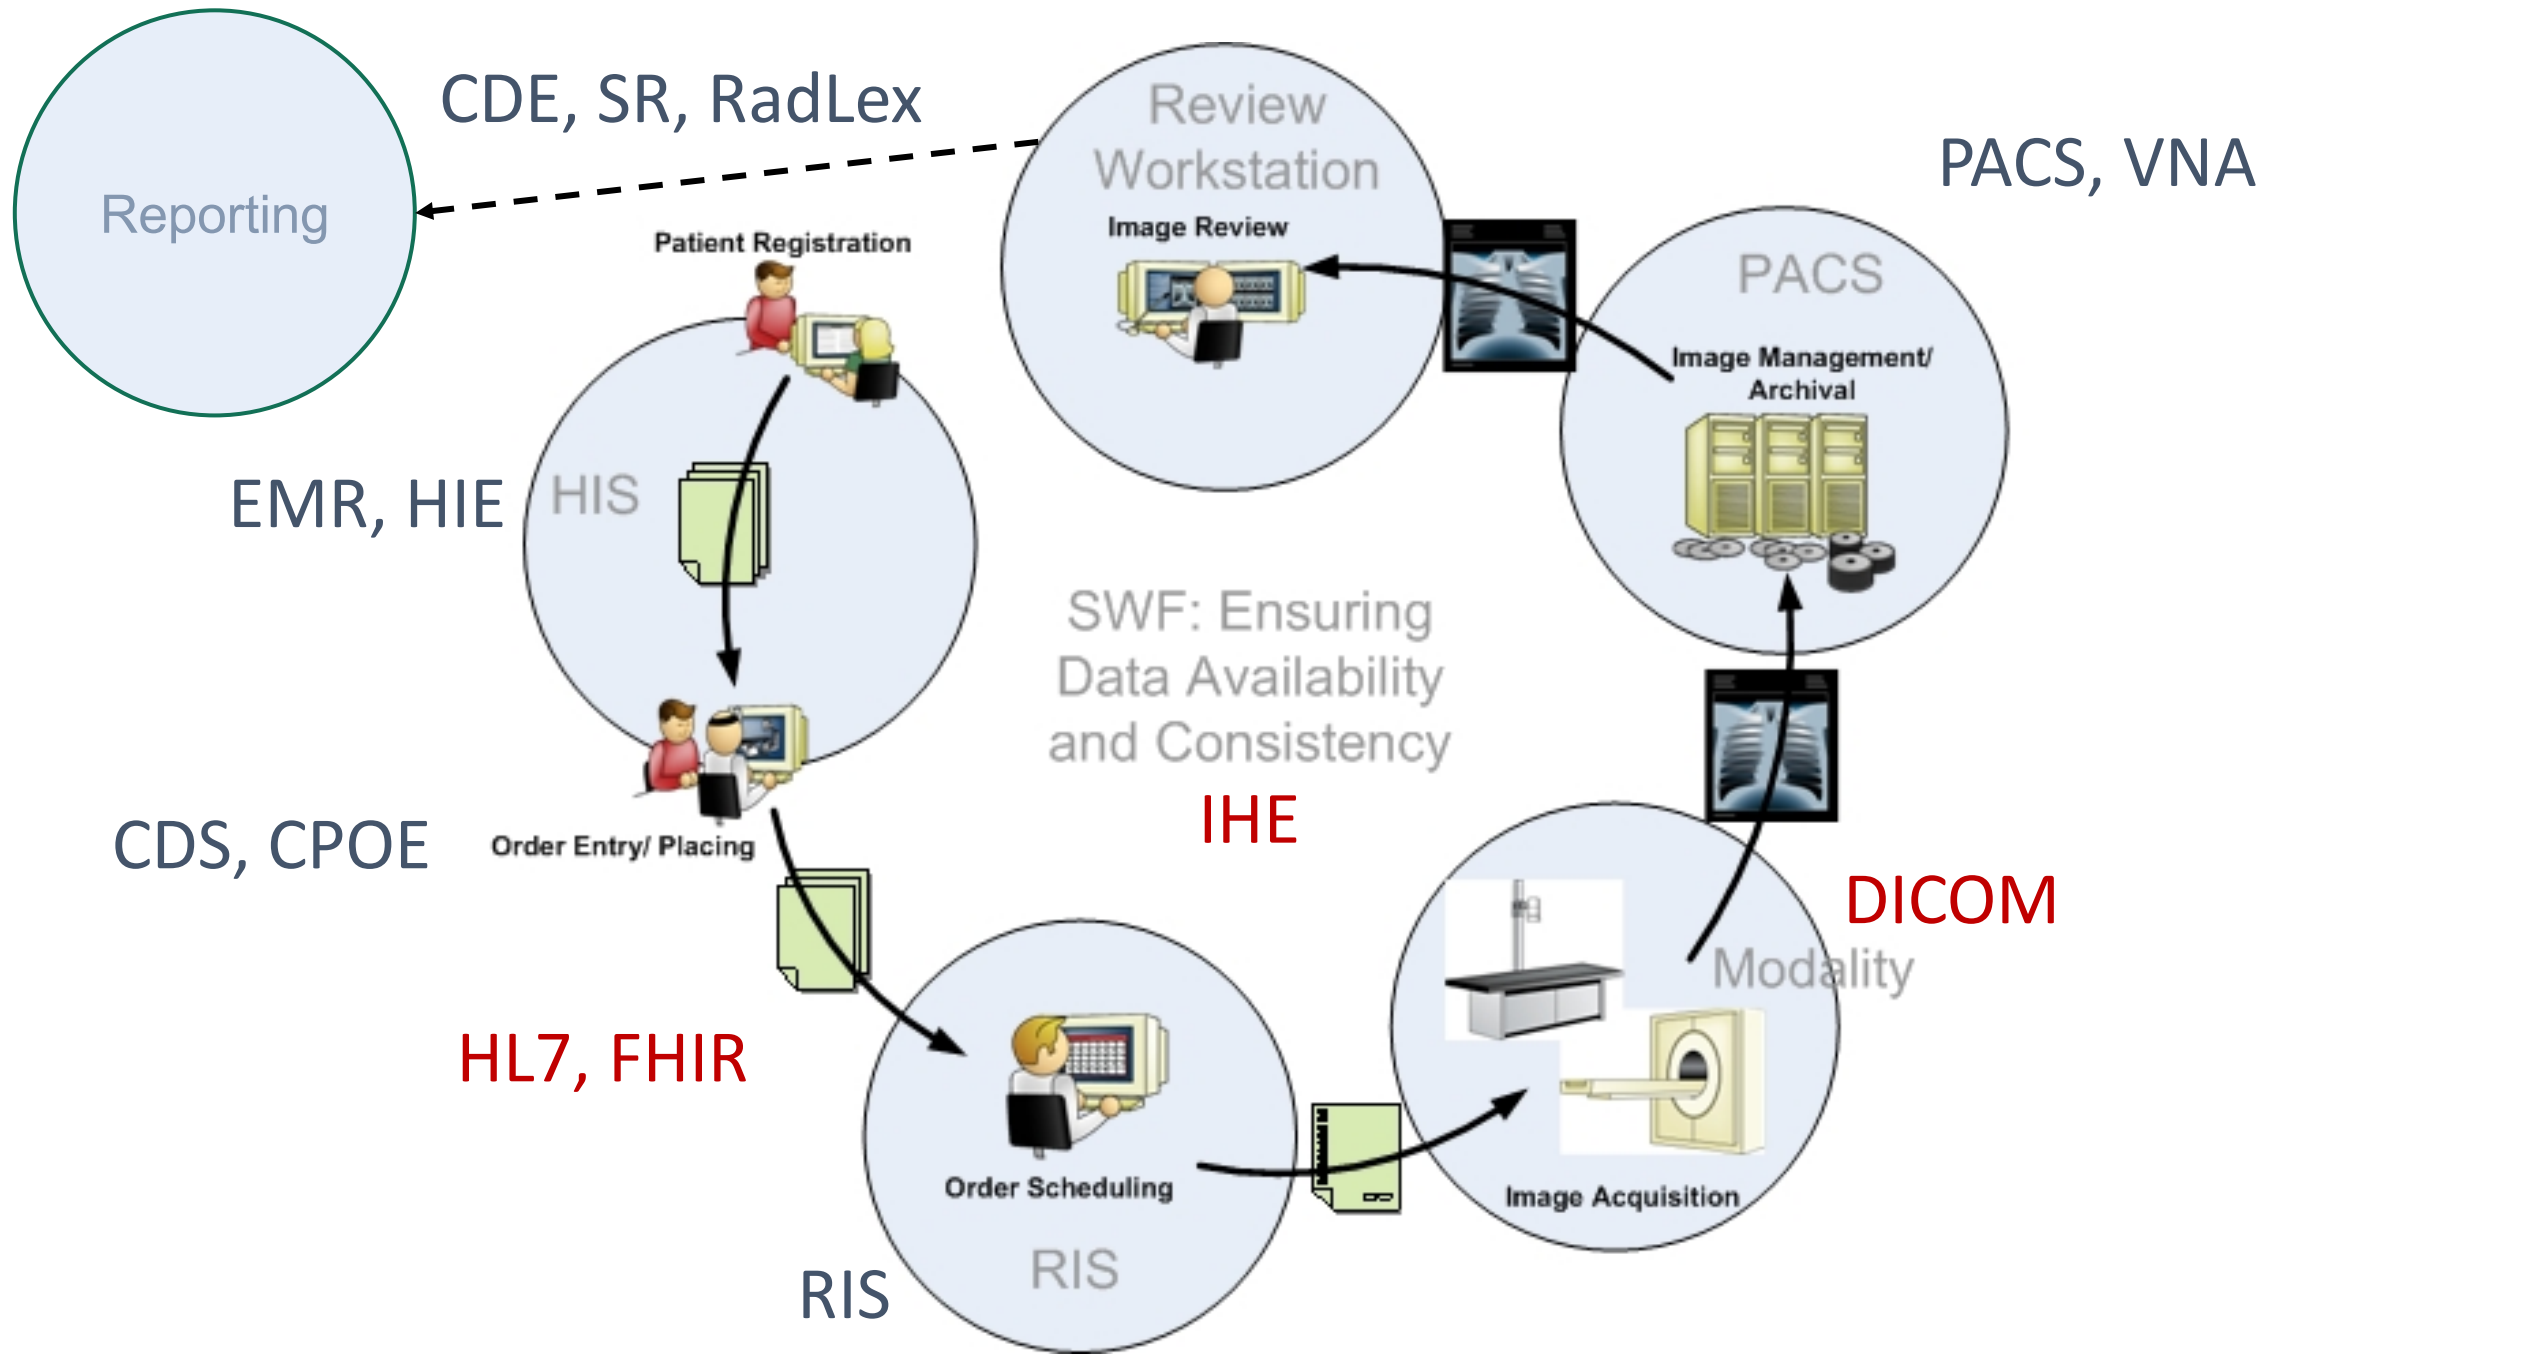 CDE, SR, RadLex
Review
Workstation
Image Review
PACS, VNA
Reporting
Patient Registration
PACS
Image Management/
Archival
EMR, HIE
HIS
SWF: Ensuring
Data Availability
and Consistency
IHE
CDS, CPOE
Order Entry/ Placing
DICOM
Modality
HL7, FHIR
Order Scheduling
Image Acquisition
RIS
RIS